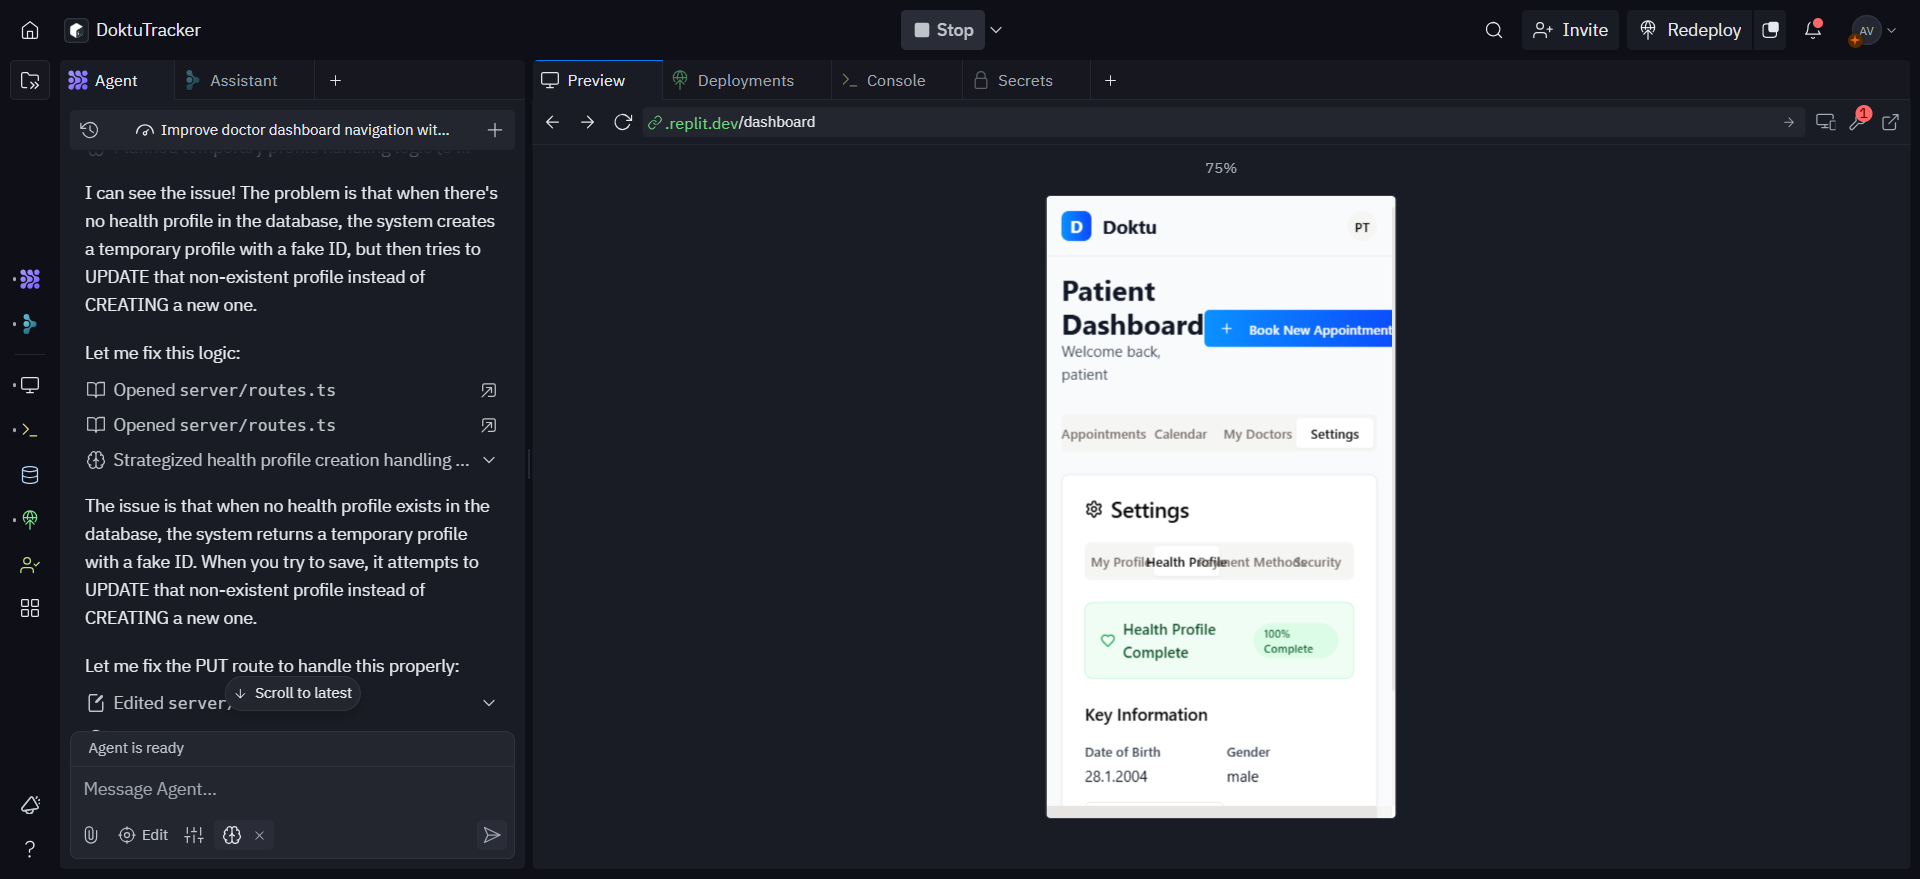 DoktuTracker
Stop
Invite
Redeploy
AV
Agent
Assistant
Preview
Deployments
Console
Secrets
Improve doctor dashboard navigation wit...
.replit.dev/dashboard
1
I can see the issue! The problem is that when there's
no health profile in the database, the system creates
a temporary profile with a fake ID, but then tries to
UPDATE that non-existent profile instead of
CREATING a new one.
Let me fix this logic:
Opened server/routes.ts
Opened server/routes.ts
Strategized health profile creation handling ...
The issue is that when no health profile exists in the
database, the system returns a temporary profile
with a fake ID. When you try to save, it attempts to
UPDATE that non-existent profile instead of
CREATING a new one.
Let me fix the PUT route to handle this properly:
Edited server/
Scroll to latest
Agent is ready
Message Agent...
Edit
75%
D Doktu
PT
Patient
Dashboard
Book New Appointment
Welcome back,
patient
Appointments Calendar My Doctors Settings
Settings
My Profile Health Profile Methods Security
Health Profile
Complete
100%
Complete
Key Information
Date of Birth Gender
28.1.2004 male